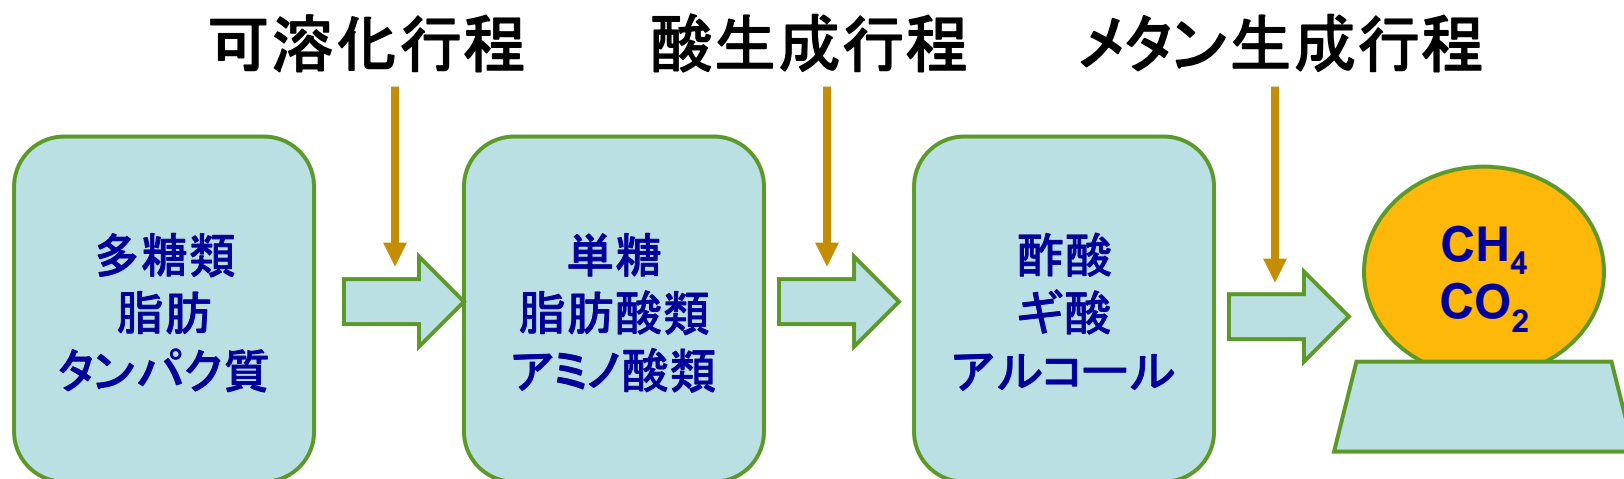 可溶化行程
酸生成行程
メタン生成行程
多糖類
脂肪
タンパク質
単糖
脂肪酸類
アミノ酸類
酢酸
ギ酸
アルコール
CH₄
CO₂